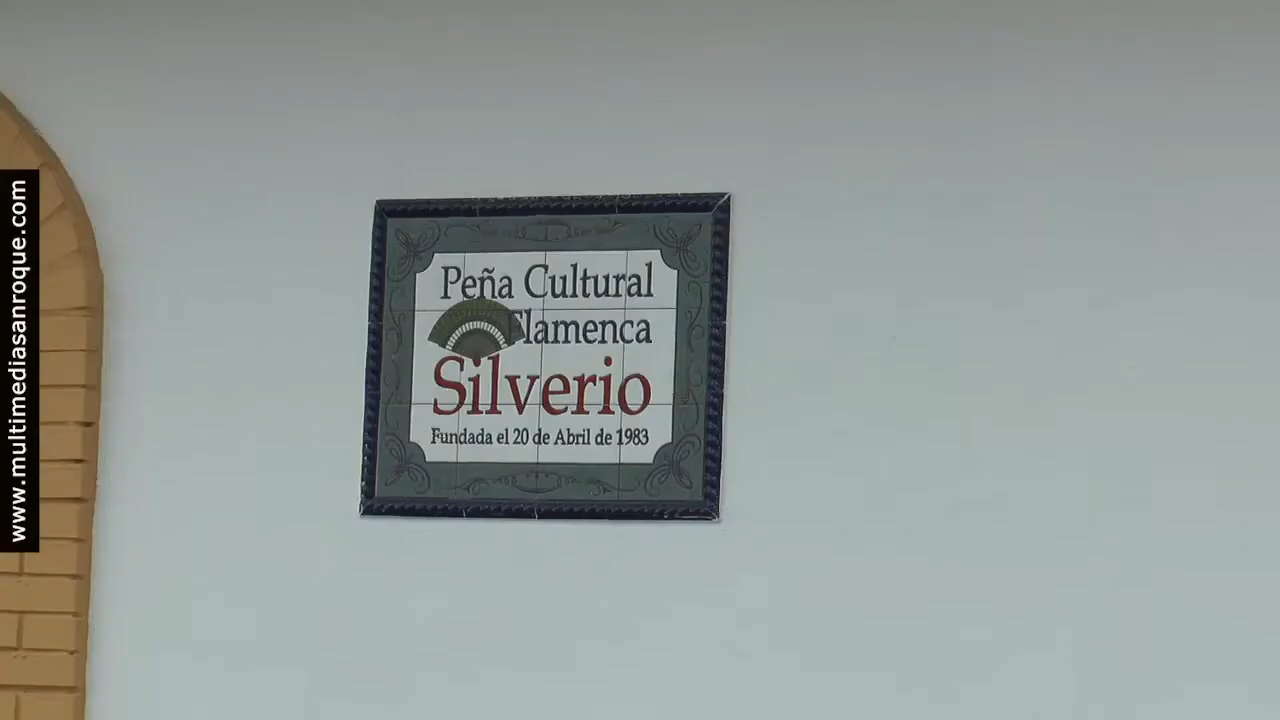 www.multimediasanroque.com
Peña Cultural
Flamenca
Silverio
Fundada el 20 de Abril de 1983